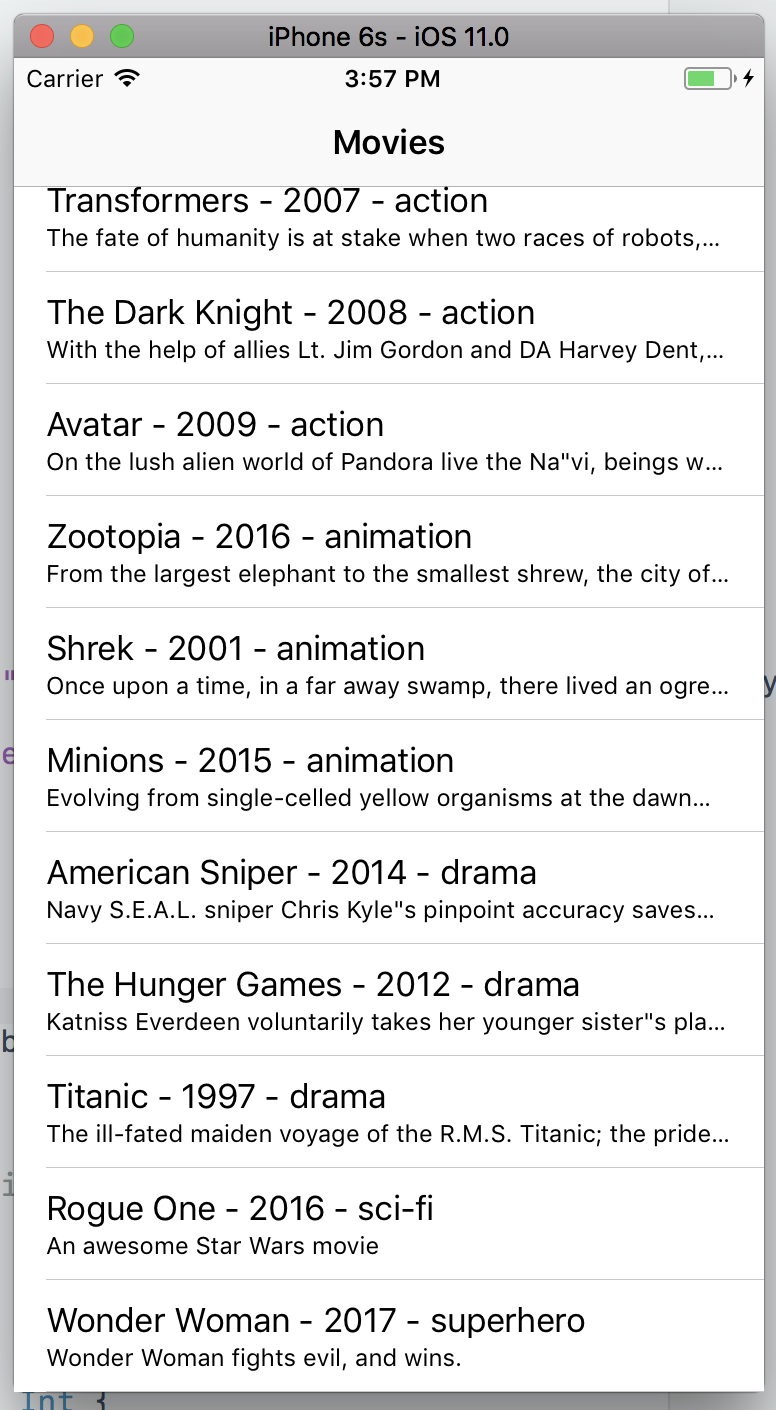 iPhone 6s - iOS 11.0
Carrier 3:57 PM
Movies
Transformers - 2007 - action
The fate of humanity is at stake when two races of robots,...
The Dark Knight - 2008 - action
With the help of allies Lt. Jim Gordon and DA Harvey Dent,...
Avatar - 2009 - action
On the lush alien world of Pandora live the Na"vi, beings w...
Zootopia - 2016 - animation
From the largest elephant to the smallest shrew, the city of...
Shrek - 2001 - animation
" y
Once upon a time, in a far away swamp, there lived an ogre...
e
Minions - 2015 - animation
Evolving from single-celled yellow organisms at the dawn...
American Sniper - 2014 - drama
Navy S.E.A.L. sniper Chris Kyle"s pinpoint accuracy saves...
The Hunger Games - 2012 - drama
Katniss Everdeen voluntarily takes her younger sister"s pla...
b
Titanic - 1997 - drama
The ill-fated maiden voyage of the R.M.S. Titanic; the pride...
i
Rogue One - 2016 - sci-fi
An awesome Star Wars movie
Wonder Woman - 2017 - superhero
Wonder Woman fights evil, and wins.
Int {